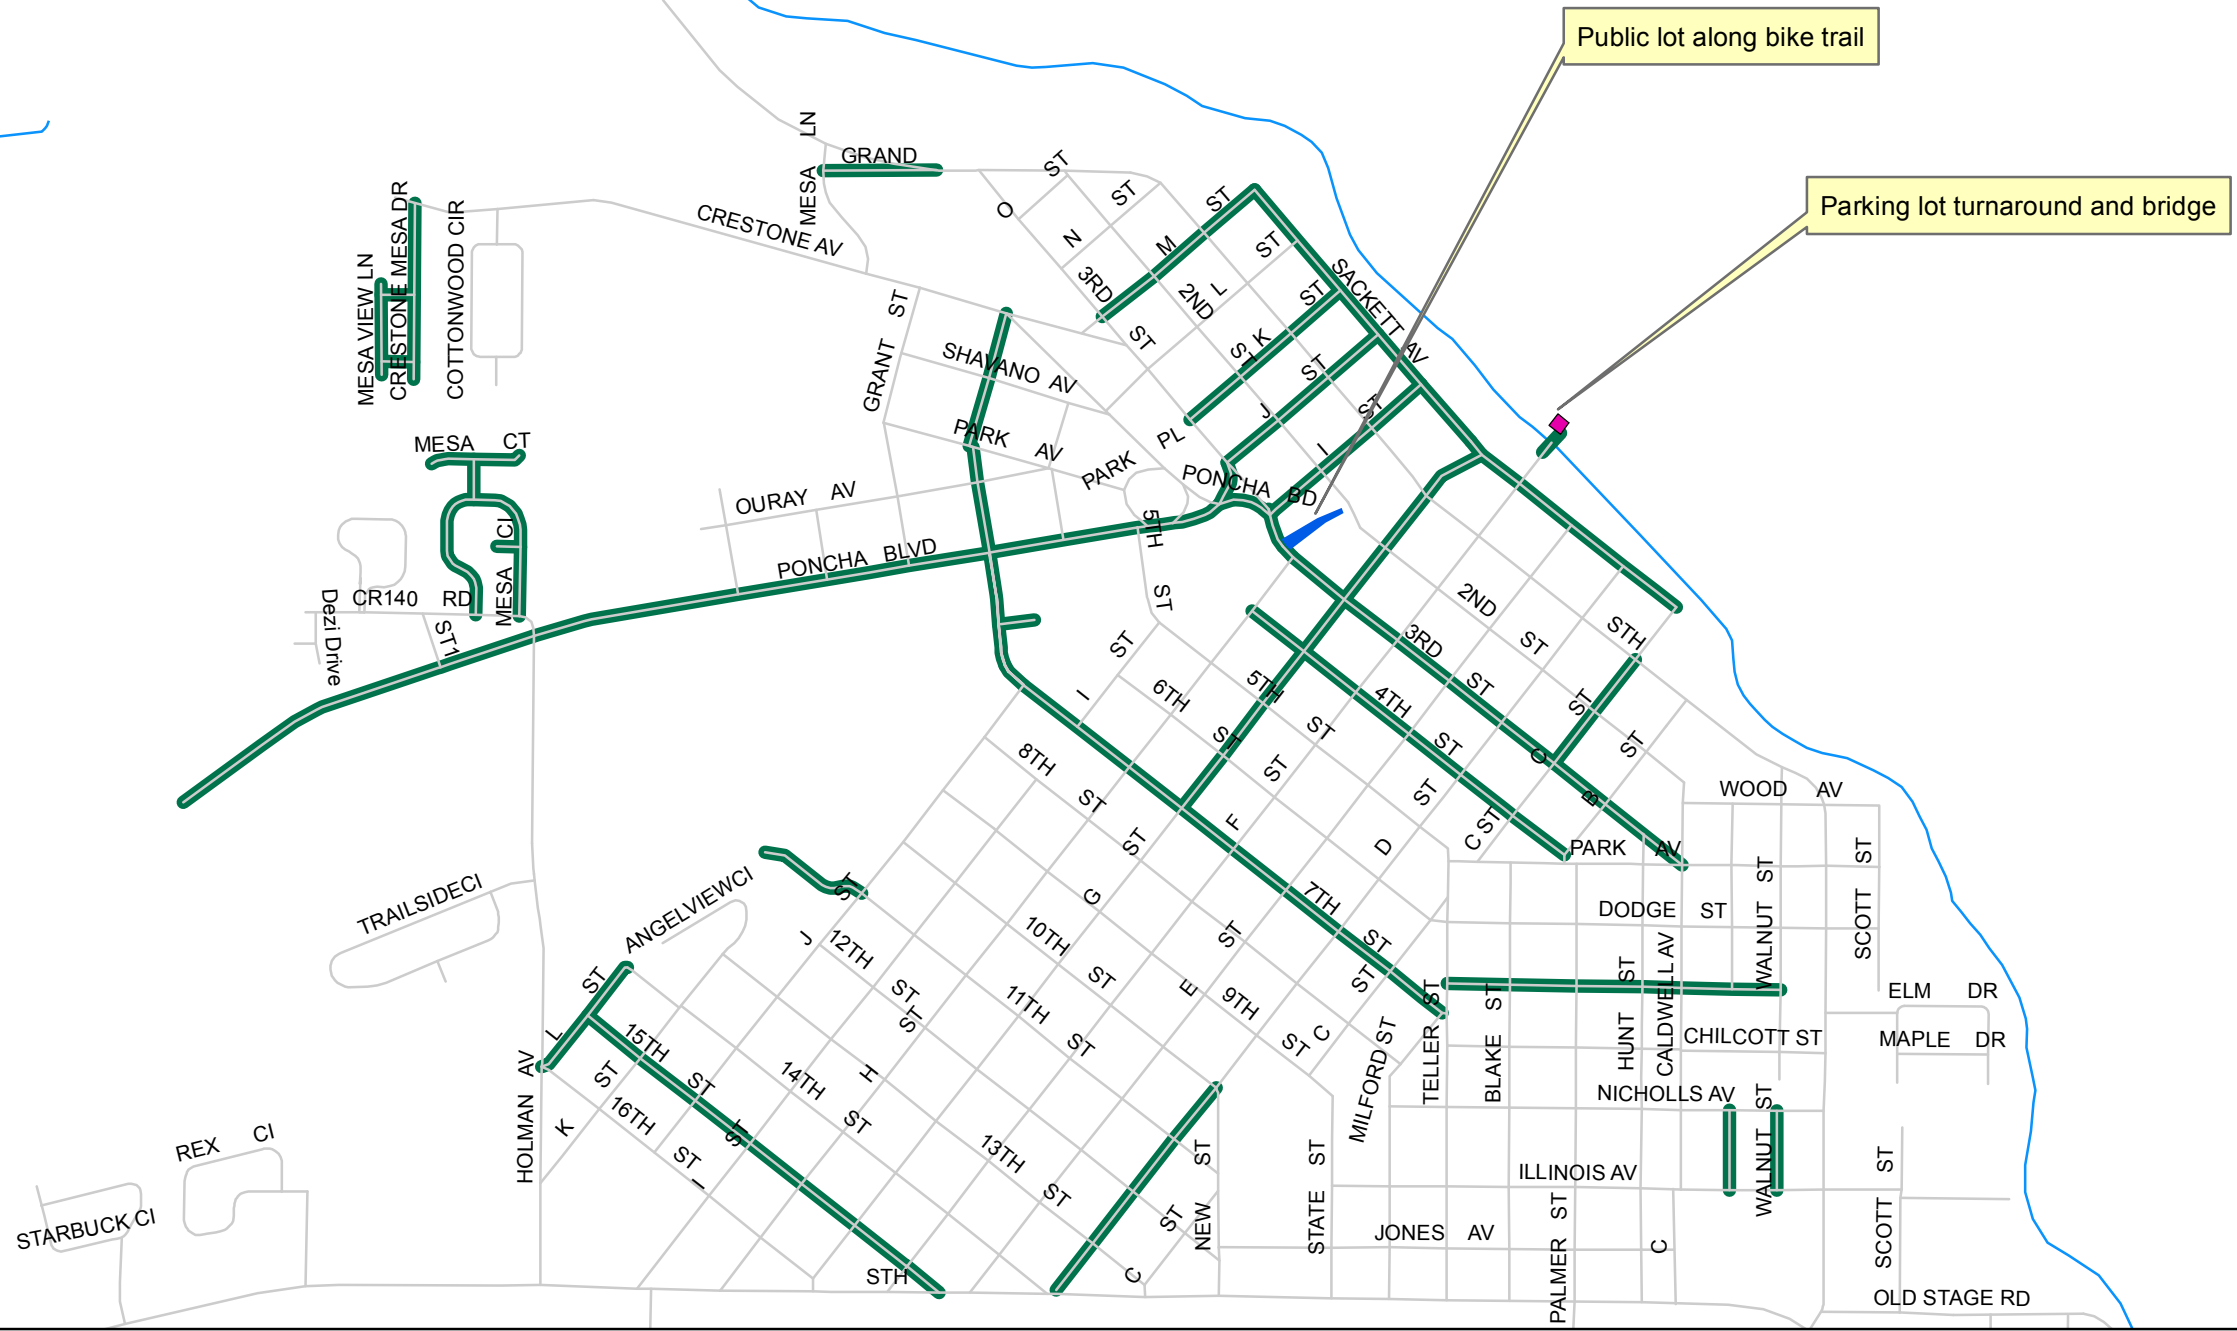 Public lot along bike trail
Parking lot turnaround and bridge
MESA LN
GRAND
CRESTONE AV
MESA VIEW LN
CRESTONE MESA DR
COTTONWOOD CIR
O ST
N ST
M ST
L ST
K ST
J ST
I ST
3RD ST
2ND ST
SACKETT AV
GRANT ST
SHAVANO AV
PARK AV
PARK PL
PONCHA BD
OURAY AV
PONCHA BLVD
5TH ST
MESA CT
MESA CI
CR140 RD
Dezi Drive
ST1
2ND ST
STH
3RD ST
4TH ST
5TH ST
6TH ST
I ST
7TH ST
8TH ST
9TH ST
10TH ST
11TH ST
12TH ST
13TH ST
14TH ST
15TH ST
16TH ST
C ST
B ST
D ST
F ST
G ST
E ST
C ST
H ST
J ST
I ST
K ST
L ST
C ST
C ST
STH
WOOD AV
PARK AV
DODGE ST
WALNUT ST
SCOTT ST
HUNT ST
CALDWELL AV
TELLER ST
BLAKE ST
CHILCOTT ST
ELM DR
MAPLE DR
NICHOLLS AV
WALNUT ST
ILLINOIS AV
MILFORD ST
NEW ST
STATE ST
JONES AV
PALMER ST
C
SCOTT ST
OLD STAGE RD
TRAILSIDECI
ANGELVIEWCI
HOLMAN AV
REX CI
STARBUCK CI